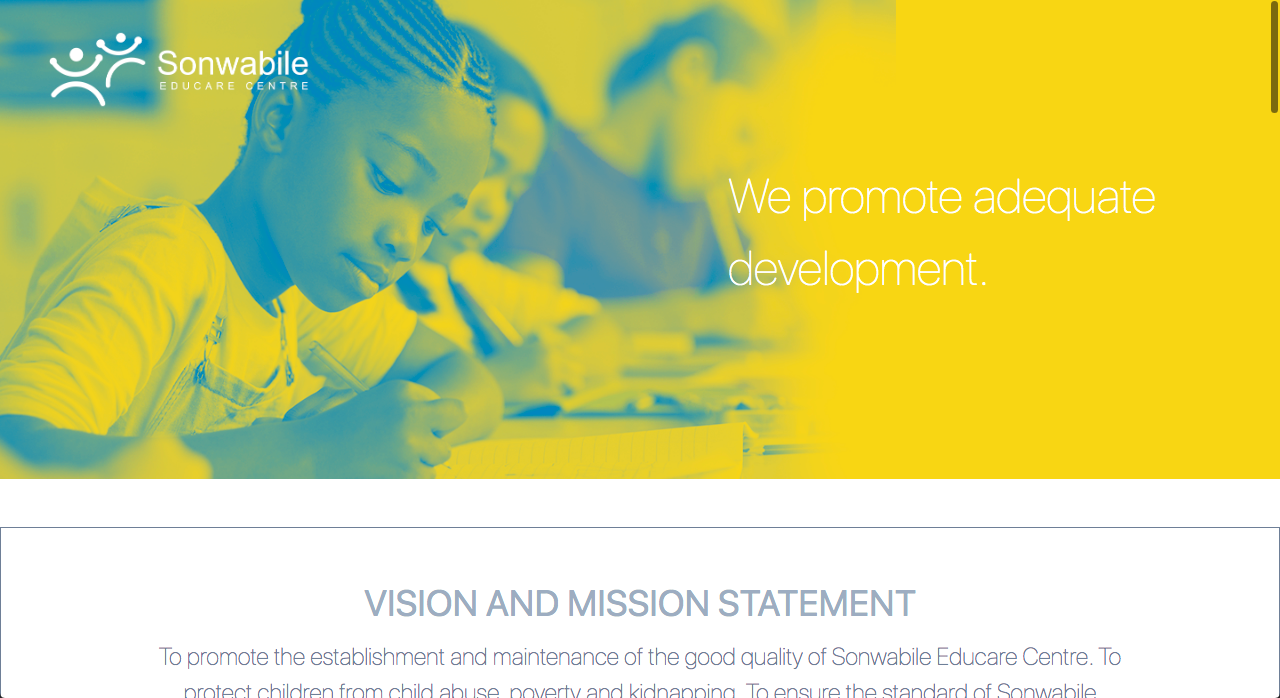 Sonwabile
EDUCARE CENTRE
We promote adequate
development.
VISION AND MISSION STATEMENT
To promote the establishment and maintenance of the good quality of Sonwabile Educare Centre. To
protect children from child abuse, poverty and kidnapping. To ensure the standard of Sonwabile